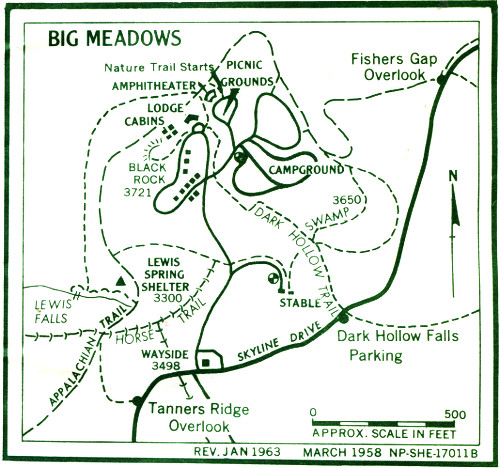 BIG MEADOWS
Nature Trail Starts
PICNIC
GROUNDS
AMPHITHEATER
LODGE
CABINS
BLACK
ROCK
3721
CAMPGROUND
Fishers Gap
Overlook
N
3650
SWAMP
DARK HOLLOW TRAIL
LEWIS
SPRING
SHELTER
3300
LEWIS
FALLS
APPALACHIAN TRAIL
HORSE TRAIL
STABLE
WAYSIDE
3498
SKYLINE DRIVE
Dark Hollow Falls
Parking
Tanners Ridge
Overlook
0 500
APPROX. SCALE IN FEET
REV. JAN 1963 MARCH 1958 NP-SHE-17011B